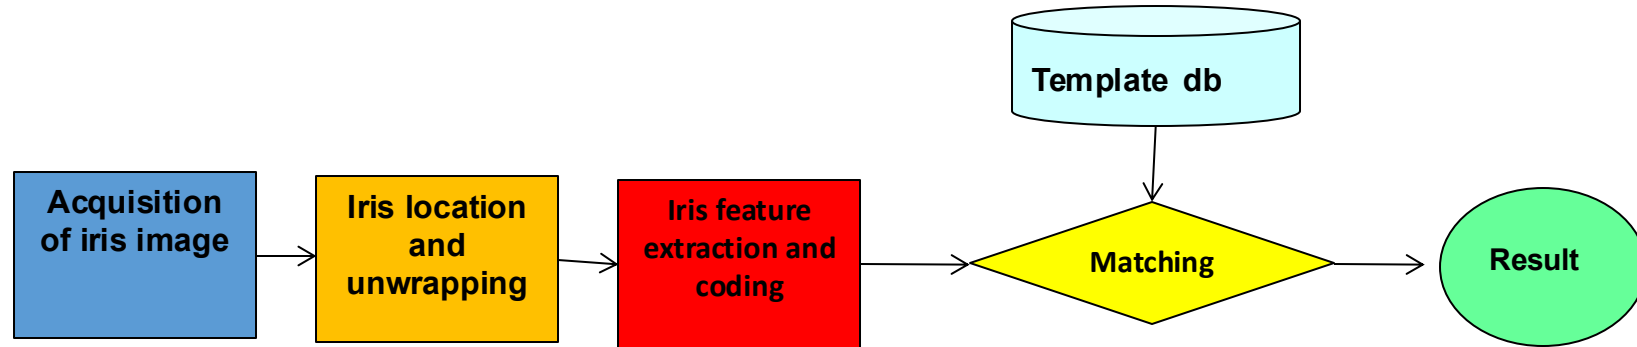 Template db
Acquisition
of iris image
Iris location
and
unwrapping
Iris feature
extraction and
coding
Matching
Result